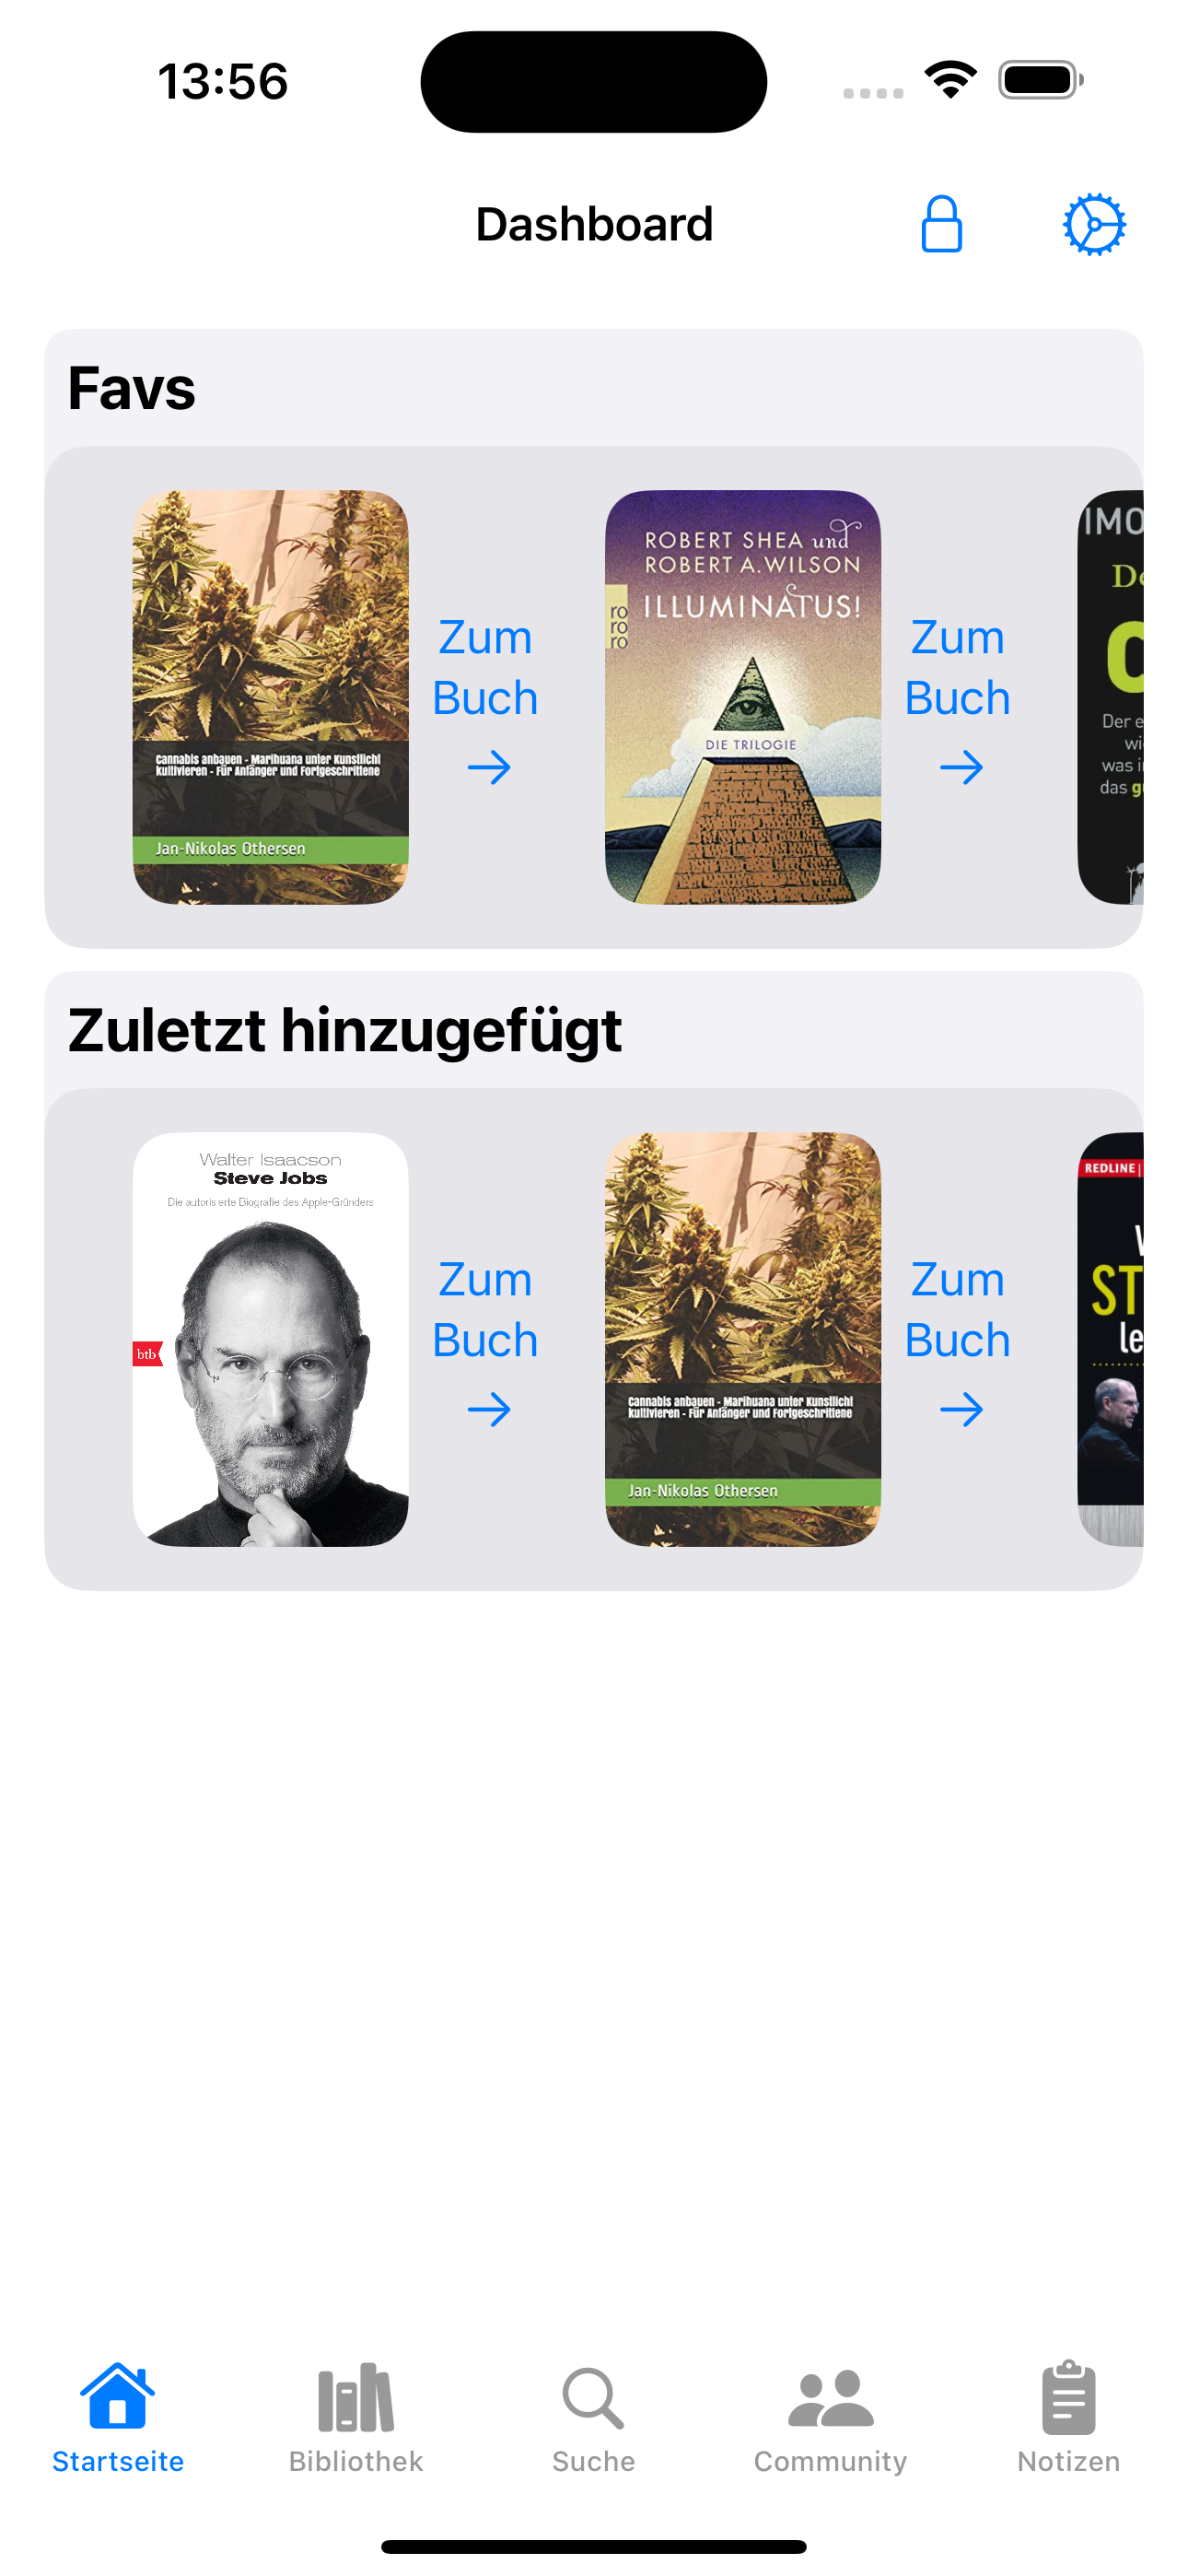 13:56
Dashboard
Favs
Cannabis anbauen - Marihuana unter Kunstlicht
kultivieren - Für Anfänger und Fortgeschrittene
Jan-Nikolas Othersen
Zum
Buch
ROBERT SHEA und
ROBERT A. WILSON
ILLUMINATUS!
ro
ro
ro
DIE TRILOGIE
Zum
Buch
IMO
De
Der e
wi
was i
das g
Zuletzt hinzugefügt
Walter Isaacson
Steve Jobs
Die autorisierte Biografie des Apple-Gründers
btb
Zum
Buch
Cannabis anbauen - Marihuana unter Kunstlicht
kultivieren - Für Anfänger und Fortgeschrittene
Jan-Nikolas Othersen
Zum
Buch
REDLINE |
ST
le
Startseite
Bibliothek
Suche
Community
Notizen